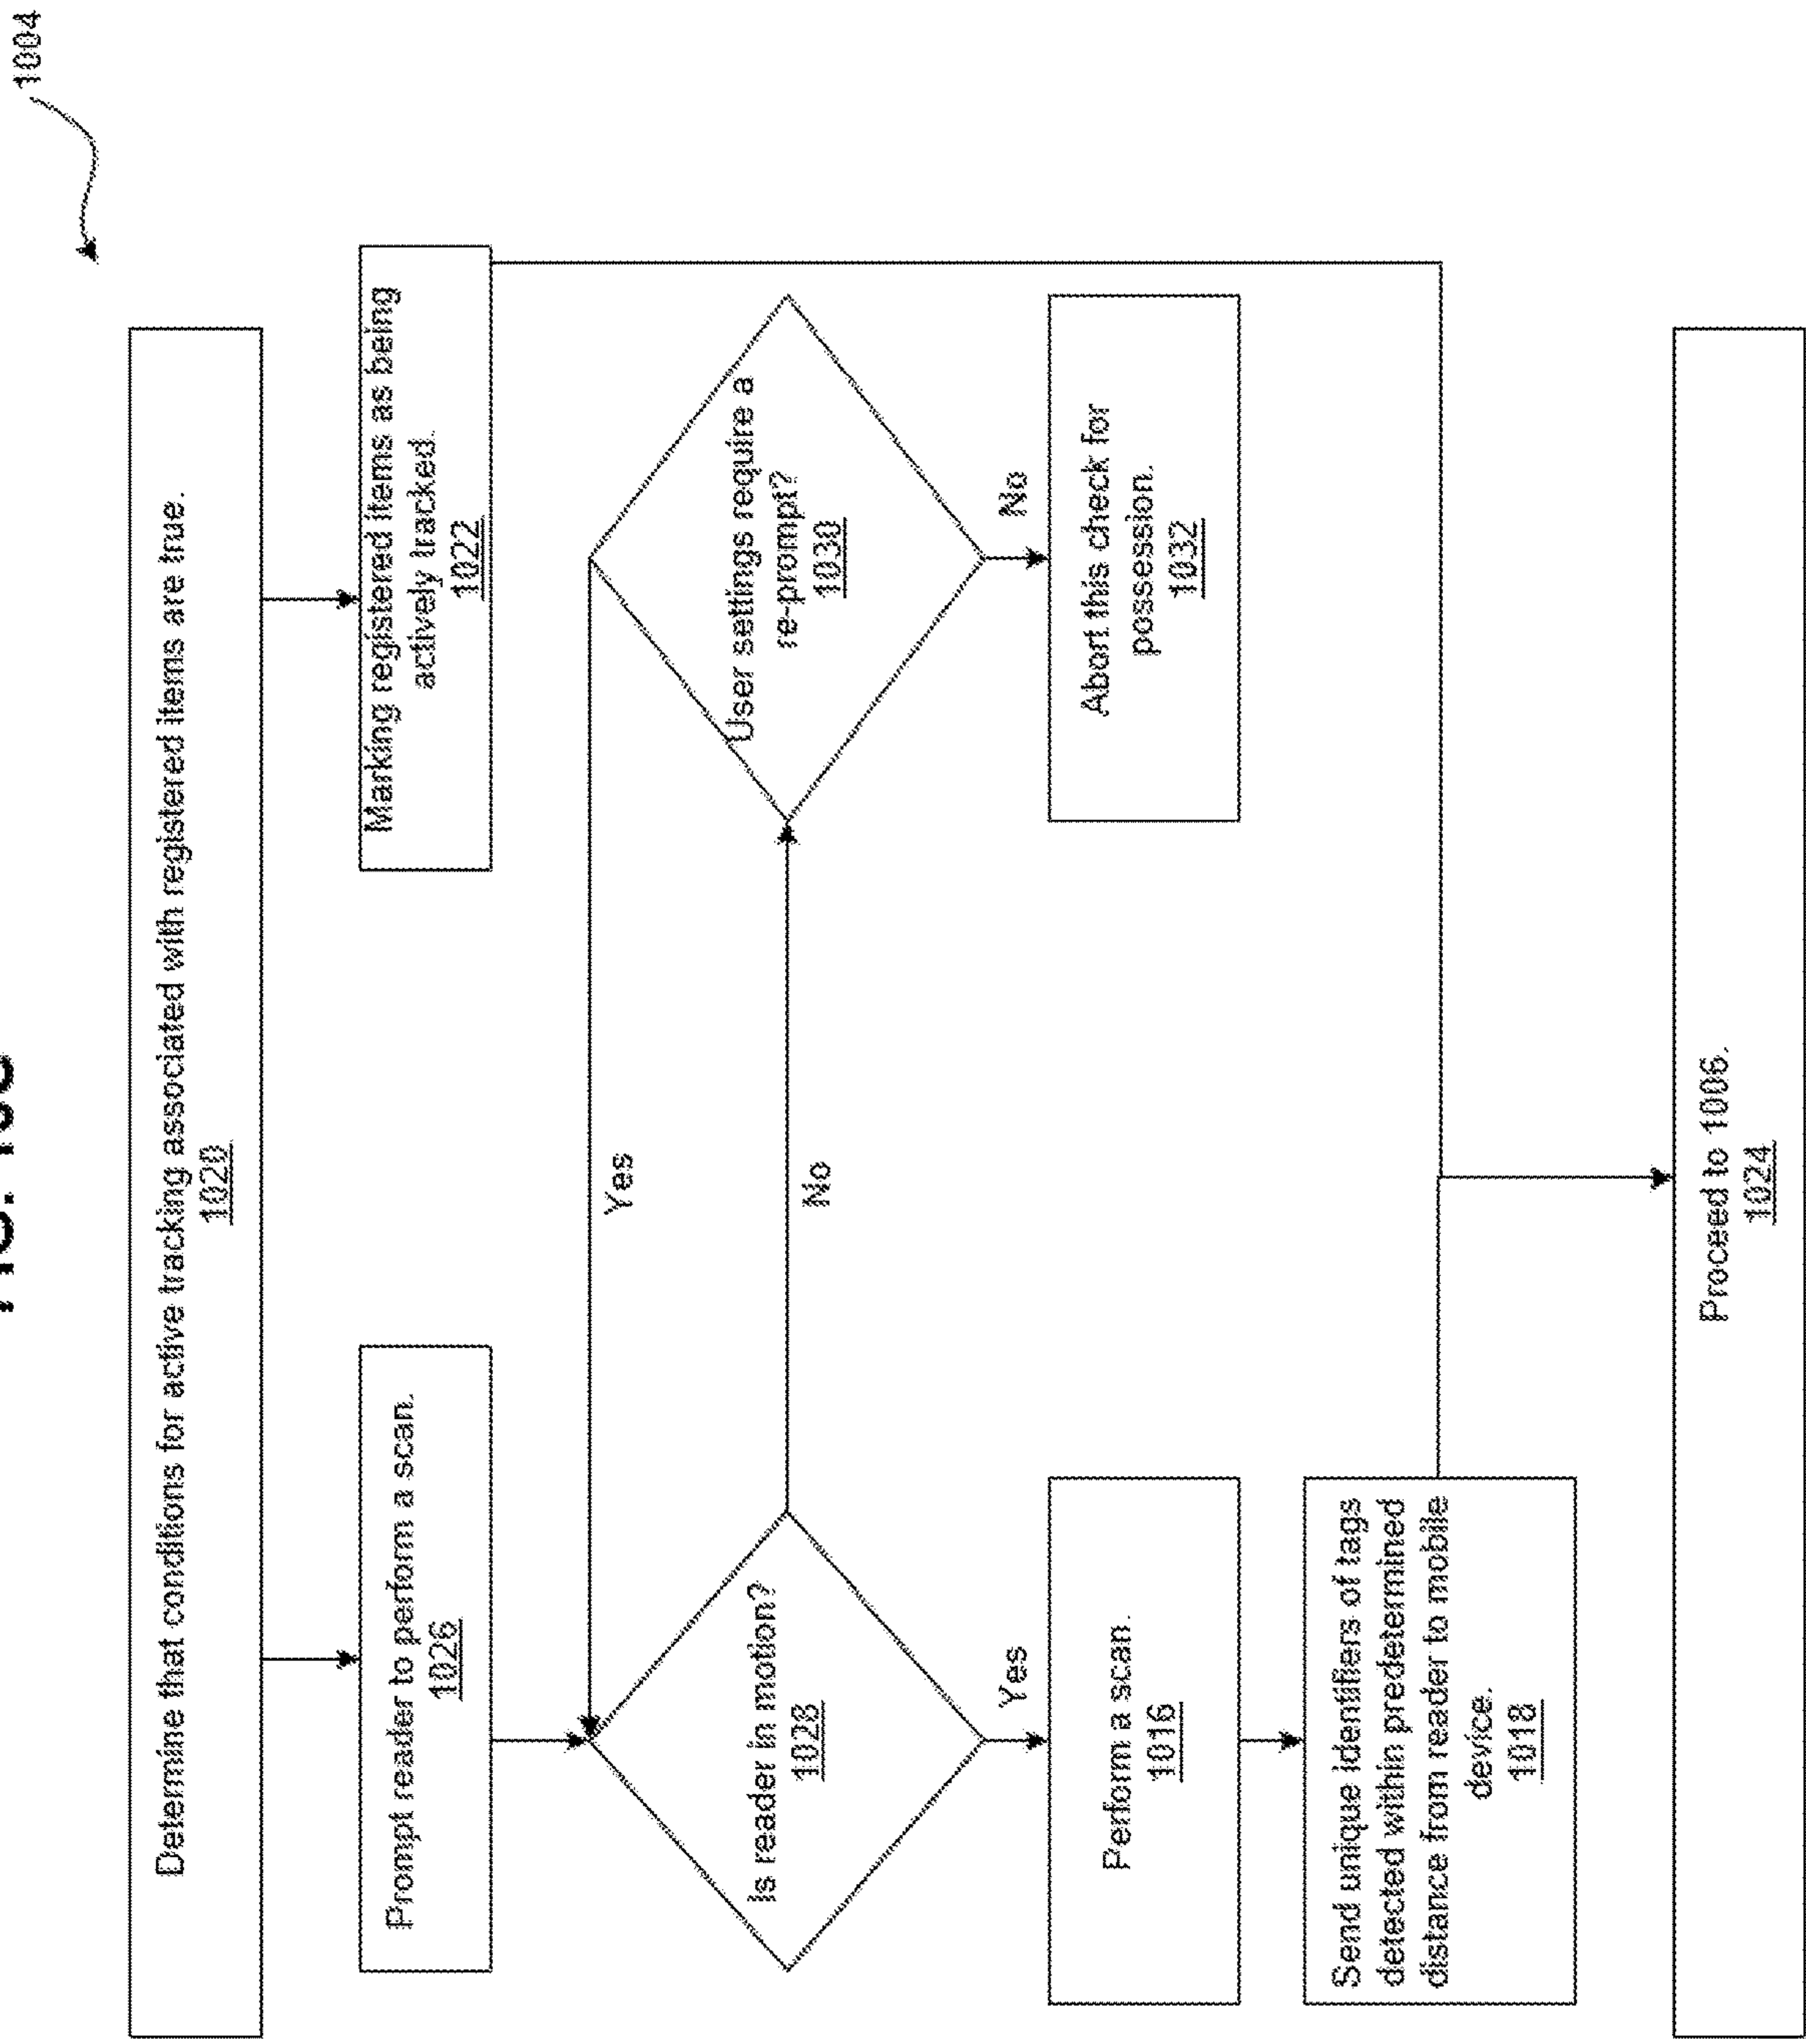 1004
Determine that conditions for active tracking associated with registered items are true.
1020
Prompt reader to perform a scan.
1026
Marking registered items as being
actively tracked.
1022
Yes
Is reader in motion?
1028
No
User settings require a
re-prompt?
1030
Yes
No
Perform a scan.
1016
Abort this check for
possession.
1032
Send unique identifiers of tags
detected within predetermined
distance from reader to mobile
device.
1018
Proceed to 1006.
1024